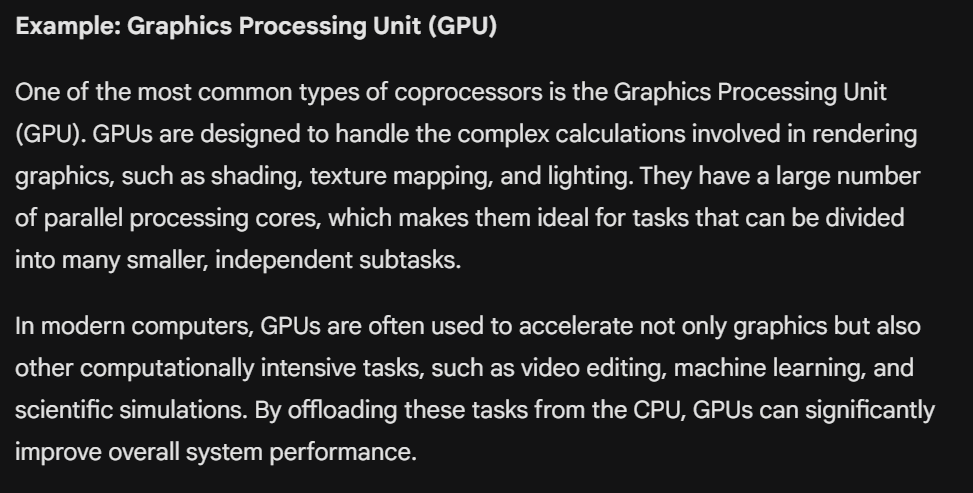 Example: Graphics Processing Unit (GPU)
One of the most common types of coprocessors is the Graphics Processing Unit
(GPU). GPUs are designed to handle the complex calculations involved in rendering
graphics, such as shading, texture mapping, and lighting. They have a large number
of parallel processing cores, which makes them ideal for tasks that can be divided
into many smaller, independent subtasks.
In modern computers, GPUs are often used to accelerate not only graphics but also
other computationally intensive tasks, such as video editing, machine learning, and
scientific simulations. By offloading these tasks from the CPU, GPUs can significantly
improve overall system performance.